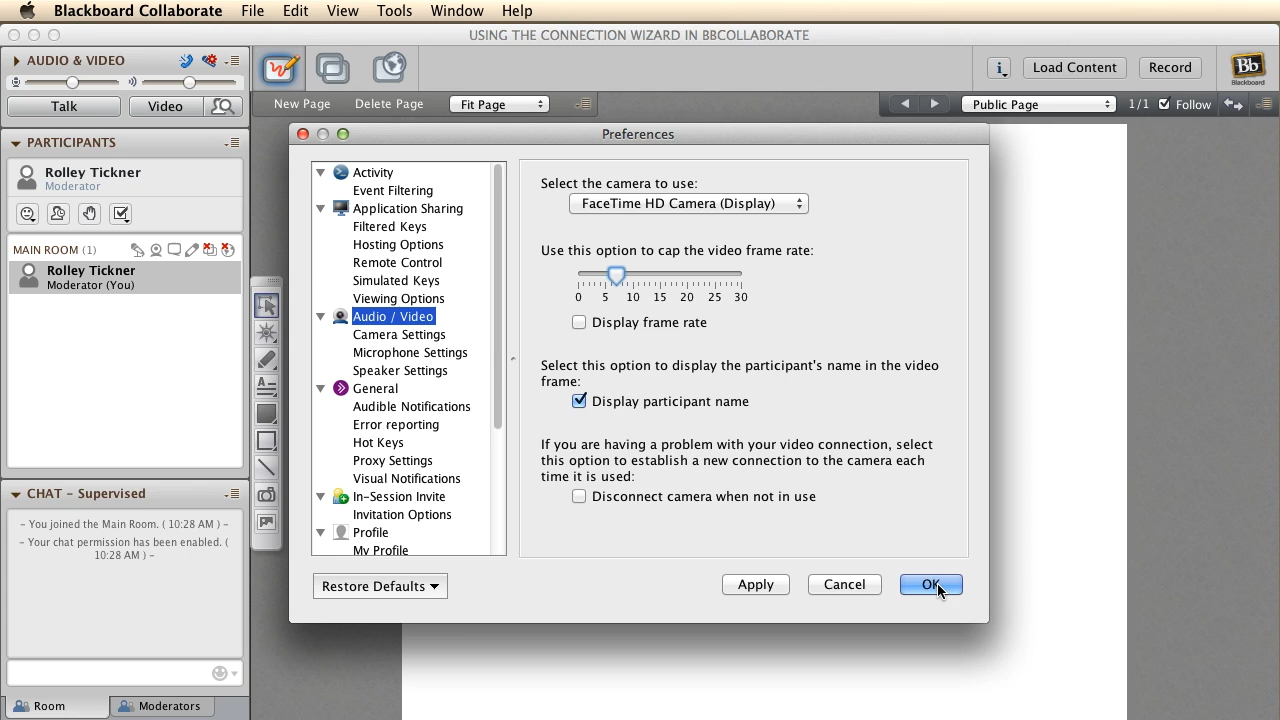 Blackboard Collaborate File Edit View Tools Window Help
USING THE CONNECTION WIZARD IN BBCOLLABORATE
AUDIO & VIDEO
Talk
Video
PARTICIPANTS
Rolley Tickner
Moderator
MAIN ROOM (1)
Rolley Tickner
Moderator (You)
CHAT – Supervised
– You joined the Main Room. ( 10:28 AM ) –
– Your chat permission has been enabled. (
10:28 AM ) –
Room
Moderators
i
Load Content
Record
Bb
Blackboard
New Page
Delete Page
Fit Page
Public Page
1/1
Follow
A
Preferences
Activity
Event Filtering
Application Sharing
Filtered Keys
Hosting Options
Remote Control
Simulated Keys
Viewing Options
Audio / Video
Camera Settings
Microphone Settings
Speaker Settings
General
Audible Notifications
Error reporting
Hot Keys
Proxy Settings
Visual Notifications
In-Session Invite
Invitation Options
Profile
My Profile
Select the camera to use:
FaceTime HD Camera (Display)
Use this option to cap the video frame rate:
0 5 10 15 20 25 30
Display frame rate
Select this option to display the participant's name in the video
frame:
Display participant name
If you are having a problem with your video connection, select
this option to establish a new connection to the camera each
time it is used:
Disconnect camera when not in use
Restore Defaults
Apply
Cancel
OK